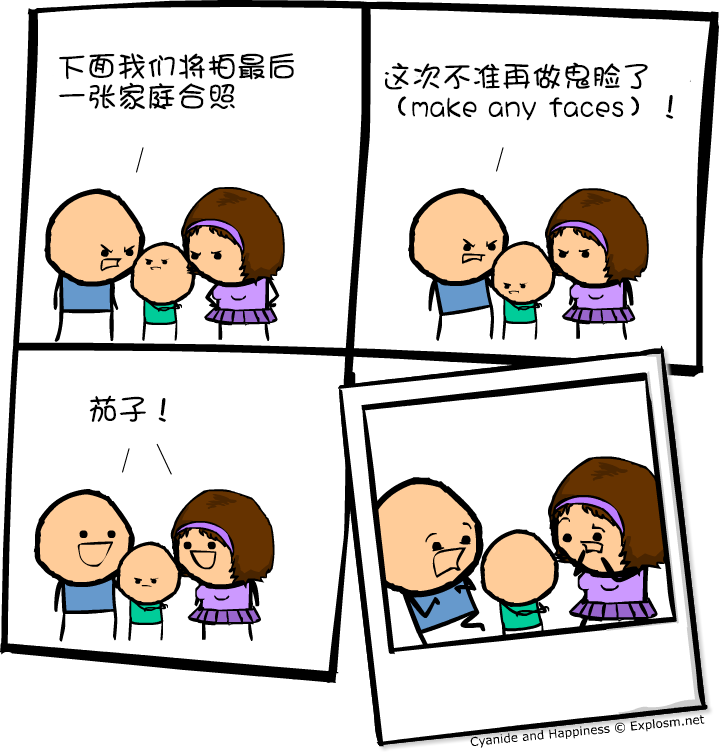 下面我们将拍最后
一张家庭合照
这次不准再做鬼脸了
（make any faces）！
茄子！
Cyanide and Happiness © Explosm.net